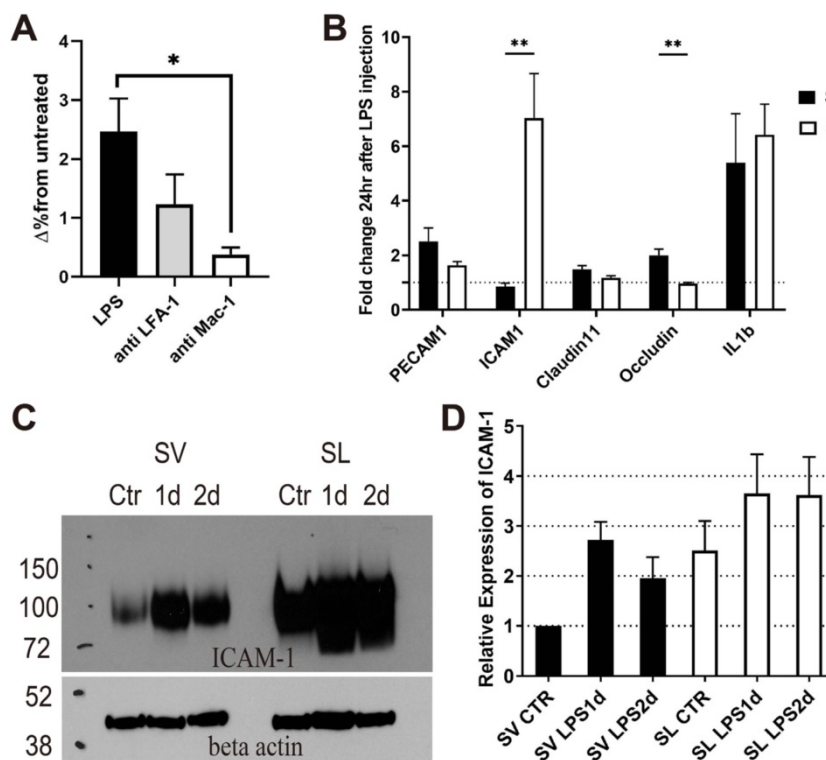 A
Δ%from untreated
4
3
2
1
0
*
LPS
anti LFA-1
anti Mac-1
B
Fold change 24hr after LPS injection
10
8
6
4
2
0
**
**
PECAM1
ICAM1
Claudin11
Occludin
IL1b
C
SV SL
Ctr 1d 2d Ctr 1d 2d
150
100
72
ICAM-1
52
38
beta actin
D
Relative Expression of ICAM-1
5
4
3
2
1
0
SV CTR
SV LPS1d
SV LPS2d
SL CTR
SL LPS1d
SL LPS2d